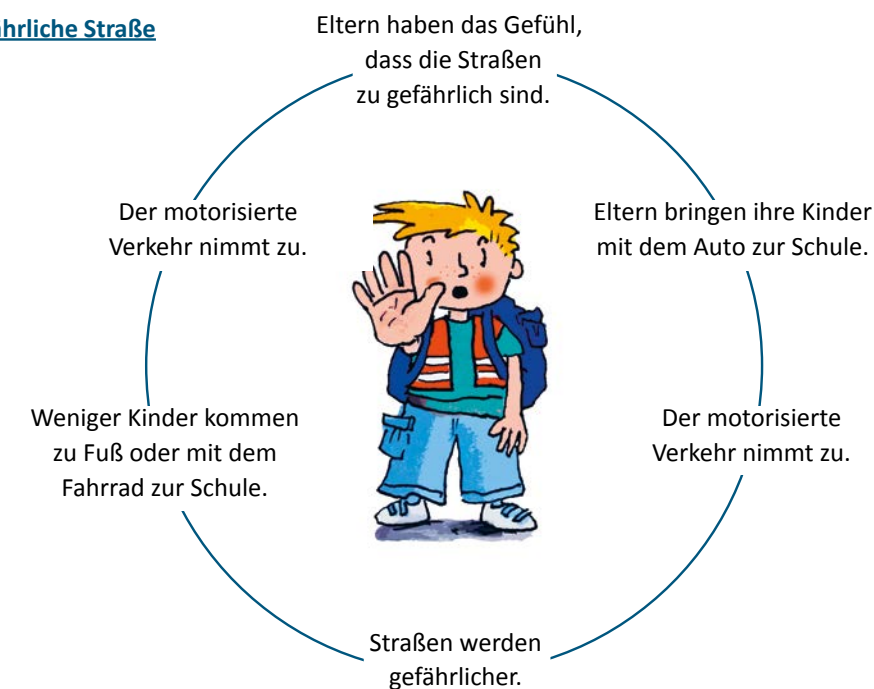 hrliche Straße
Eltern haben das Gefühl,
dass die Straßen
zu gefährlich sind.
Eltern bringen ihre Kinder
mit dem Auto zur Schule.
Der motorisierte
Verkehr nimmt zu.
Straßen werden
gefährlicher.
Weniger Kinder kommen
zu Fuß oder mit dem
Fahrrad zur Schule.
Der motorisierte
Verkehr nimmt zu.